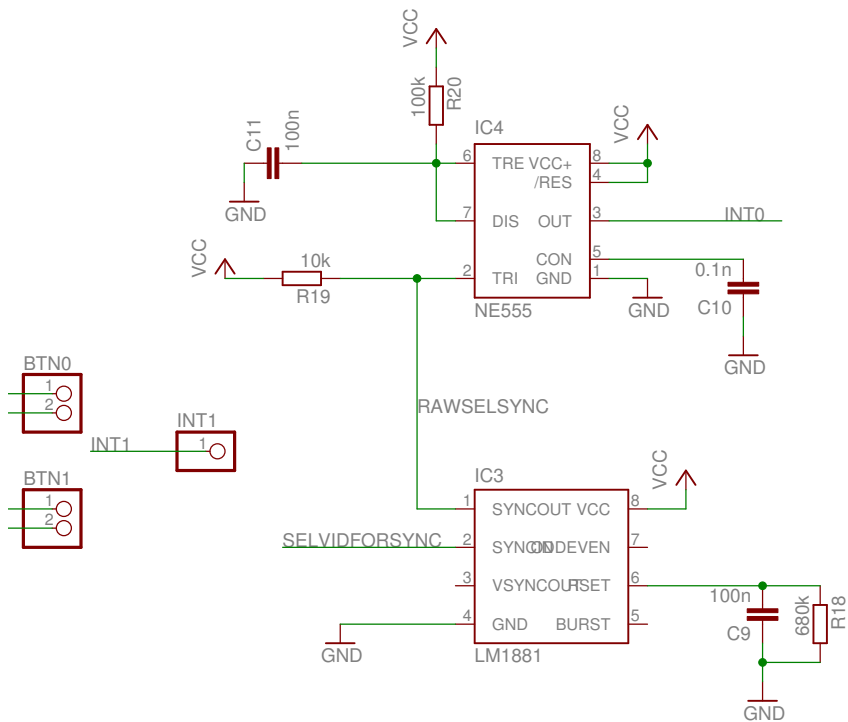 VCC
100k
R20
C11
100n
GND
IC4
6
TRE VCC+
8
/RES
4
7
DIS
OUT
3
INT0
CON
5
2
TRI
GND
1
NE555
VCC
GND
0.1n
C10
GND
VCC
10k
R19
RAWSELSYNC
BTN0
1
2
INT1
INT1
1
BTN1
1
2
IC3
1
SYNCOUT VCC
8
VCC
SELVIDFORSYNC
2
ODDEVEN
7
3
VSYNCOUT
RSET
6
4
GND
BURST
5
LM1881
GND
100n
C9
680k
R18
GND